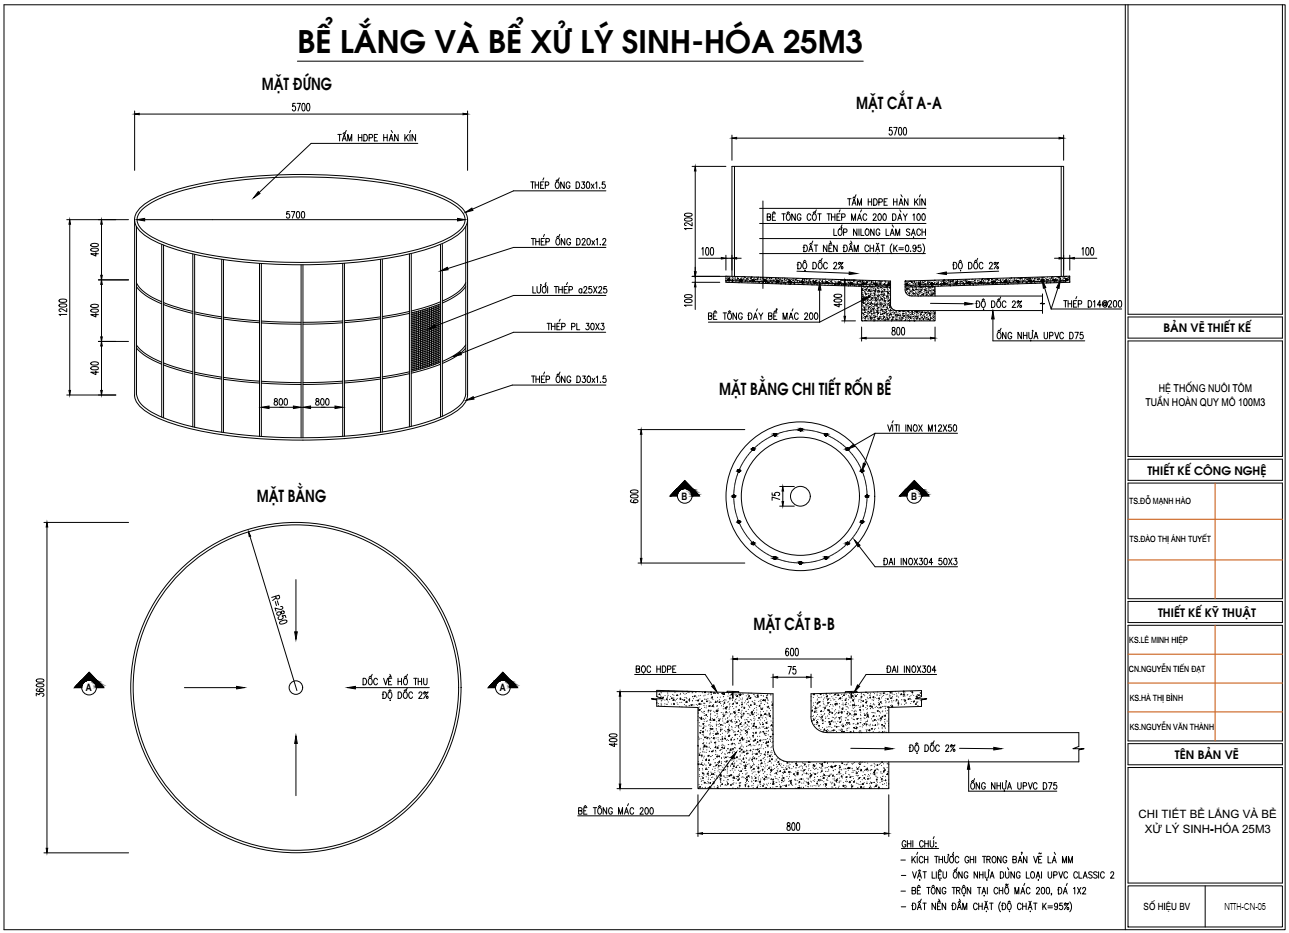 BỂ LẮNG VÀ BỂ XỬ LÝ SINH-HÓA 25M3
MẶT ĐỨNG
5700
TẤM HDPE HÀN KÍN
THÉP ỐNG D30x1.5
5700
THÉP ỐNG D20x1.2
LƯỚI THÉP a25X25
THÉP PL 30X3
THÉP ỐNG D30x1.5
1200
400
400
400
800
800
MẶT BẰNG
3600
R=2850
DỐC VỀ HỐ THU
ĐỘ DỐC 2%
A
A
MẶT CẮT A-A
5700
1200
TẤM HDPE HÀN KÍN
BÊ TÔNG CỐT THÉP MÁC 200 DÀY 100
LỚP NILONG LÀM SẠCH
ĐẤT NỀN ĐẦM CHẶT (K=0.95)
100
100
ĐỘ DỐC 2%
ĐỘ DỐC 2%
100
400
ĐỘ DỐC 2%
THÉP D14@200
BÊ TÔNG ĐÁY BỂ MÁC 200
800
ỐNG NHỰA UPVC D75
MẶT BẰNG CHI TIẾT RỐN BỂ
VÍT INOX M12X50
600
75
B
B
ĐAI INOX304 50X3
MẶT CẮT B-B
600
BỌC HDPE
75
ĐAI INOX304
400
ĐỘ DỐC 2%
ỐNG NHỰA UPVC D75
BÊ TÔNG MÁC 200
800
GHI CHÚ:
- KÍCH THƯỚC GHI TRONG BẢN VẼ LÀ MM
- VẬT LIỆU ỐNG NHỰA DÙNG LOẠI UPVC CLASSIC 2
- BÊ TÔNG TRỘN TẠI CHỖ MÁC 200, ĐÁ 1X2
- ĐẤT NỀN ĐẦM CHẶT (ĐỘ CHẶT K=95%)
BẢN VẼ THIẾT KẾ
HỆ THỐNG NUÔI TÔM
TUẦN HOÀN QUY MÔ 100M3
THIẾT KẾ CÔNG NGHỆ
TS.ĐỖ MẠNH HÀO
TS.ĐÀO THỊ ÁNH TUYẾT
THIẾT KẾ KỸ THUẬT
KS.LÊ MINH HIỆP
CN.NGUYỄN TIẾN ĐẠT
KS.HÀ THỊ BÌNH
KS.NGUYỄN VĂN THÀNH
TÊN BẢN VẼ
CHI TIẾT BỂ LẮNG VÀ BỂ
XỬ LÝ SINH-HÓA 25M3
SỐ HIỆU BV
NTTH-CN-05